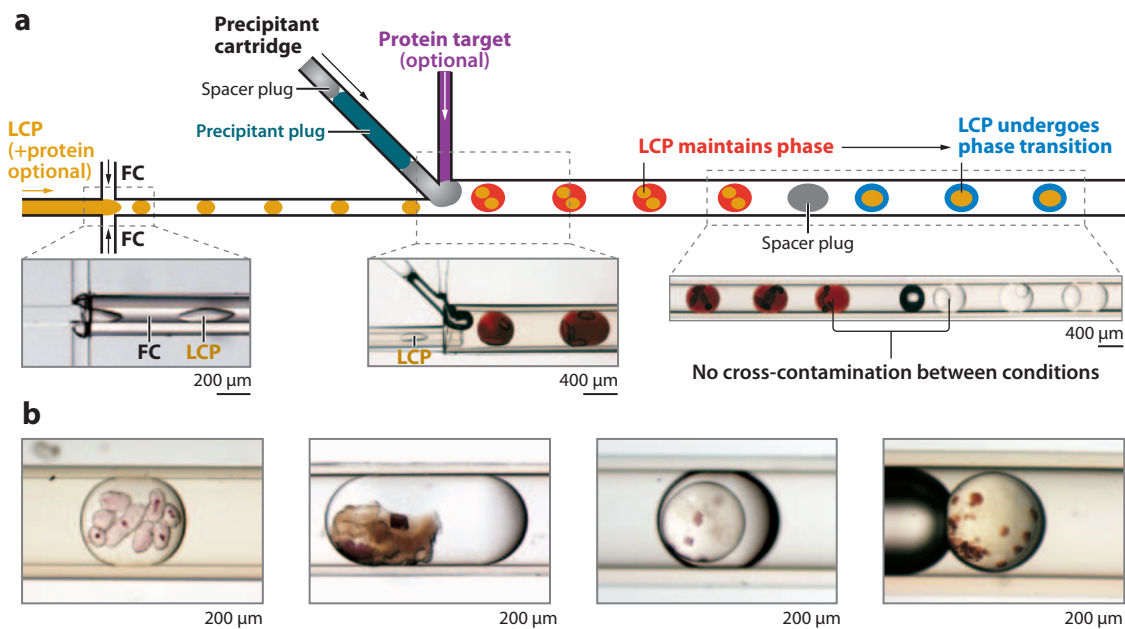 a
Precipitant
cartridge
Protein target
(optional)
Spacer plug
Precipitant plug
LCP
(+protein
optional)
FC
FC
LCP maintains phase
LCP undergoes
phase transition
Spacer plug
FC
LCP
200 µm
LCP
400 µm
400 µm
No cross-contamination between conditions
b
200 µm
200 µm
200 µm
200 µm